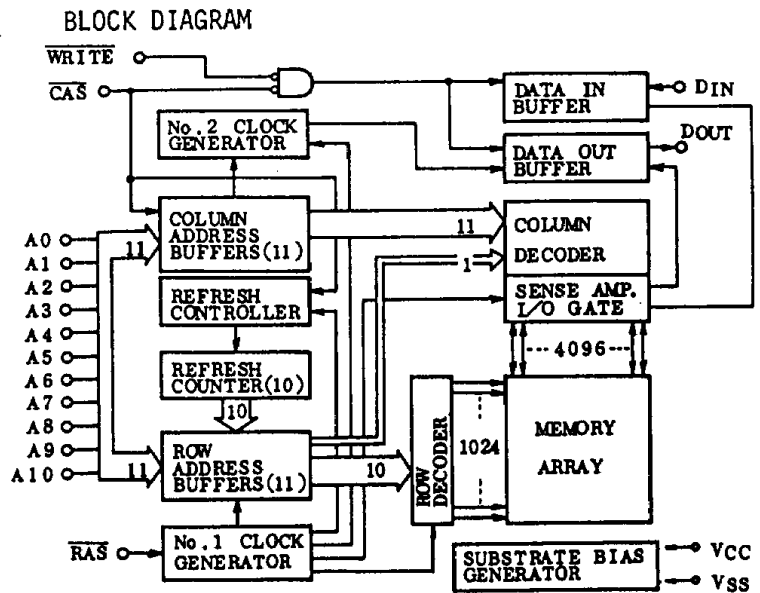 BLOCK DIAGRAM
WRITE
CAS
DATA IN
BUFFER
DIN
No.2 CLOCK
GENERATOR
DATA OUT
BUFFER
DOUT
COLUMN
ADDRESS
BUFFERS(11)
11
11
COLUMN
DECODER
1
A0
A1
A2
A3
A4
A5
A6
A7
A8
A9
A10
REFRESH
CONTROLLER
SENSE AMP.
I/O GATE
4096
REFRESH
COUNTER(10)
10
ROW
ADDRESS
BUFFERS(11)
11
10
ROW
DECODER
1024
MEMORY
ARRAY
RAS
No.1 CLOCK
GENERATOR
SUBSTRATE BIAS
GENERATOR
VCC
VSS